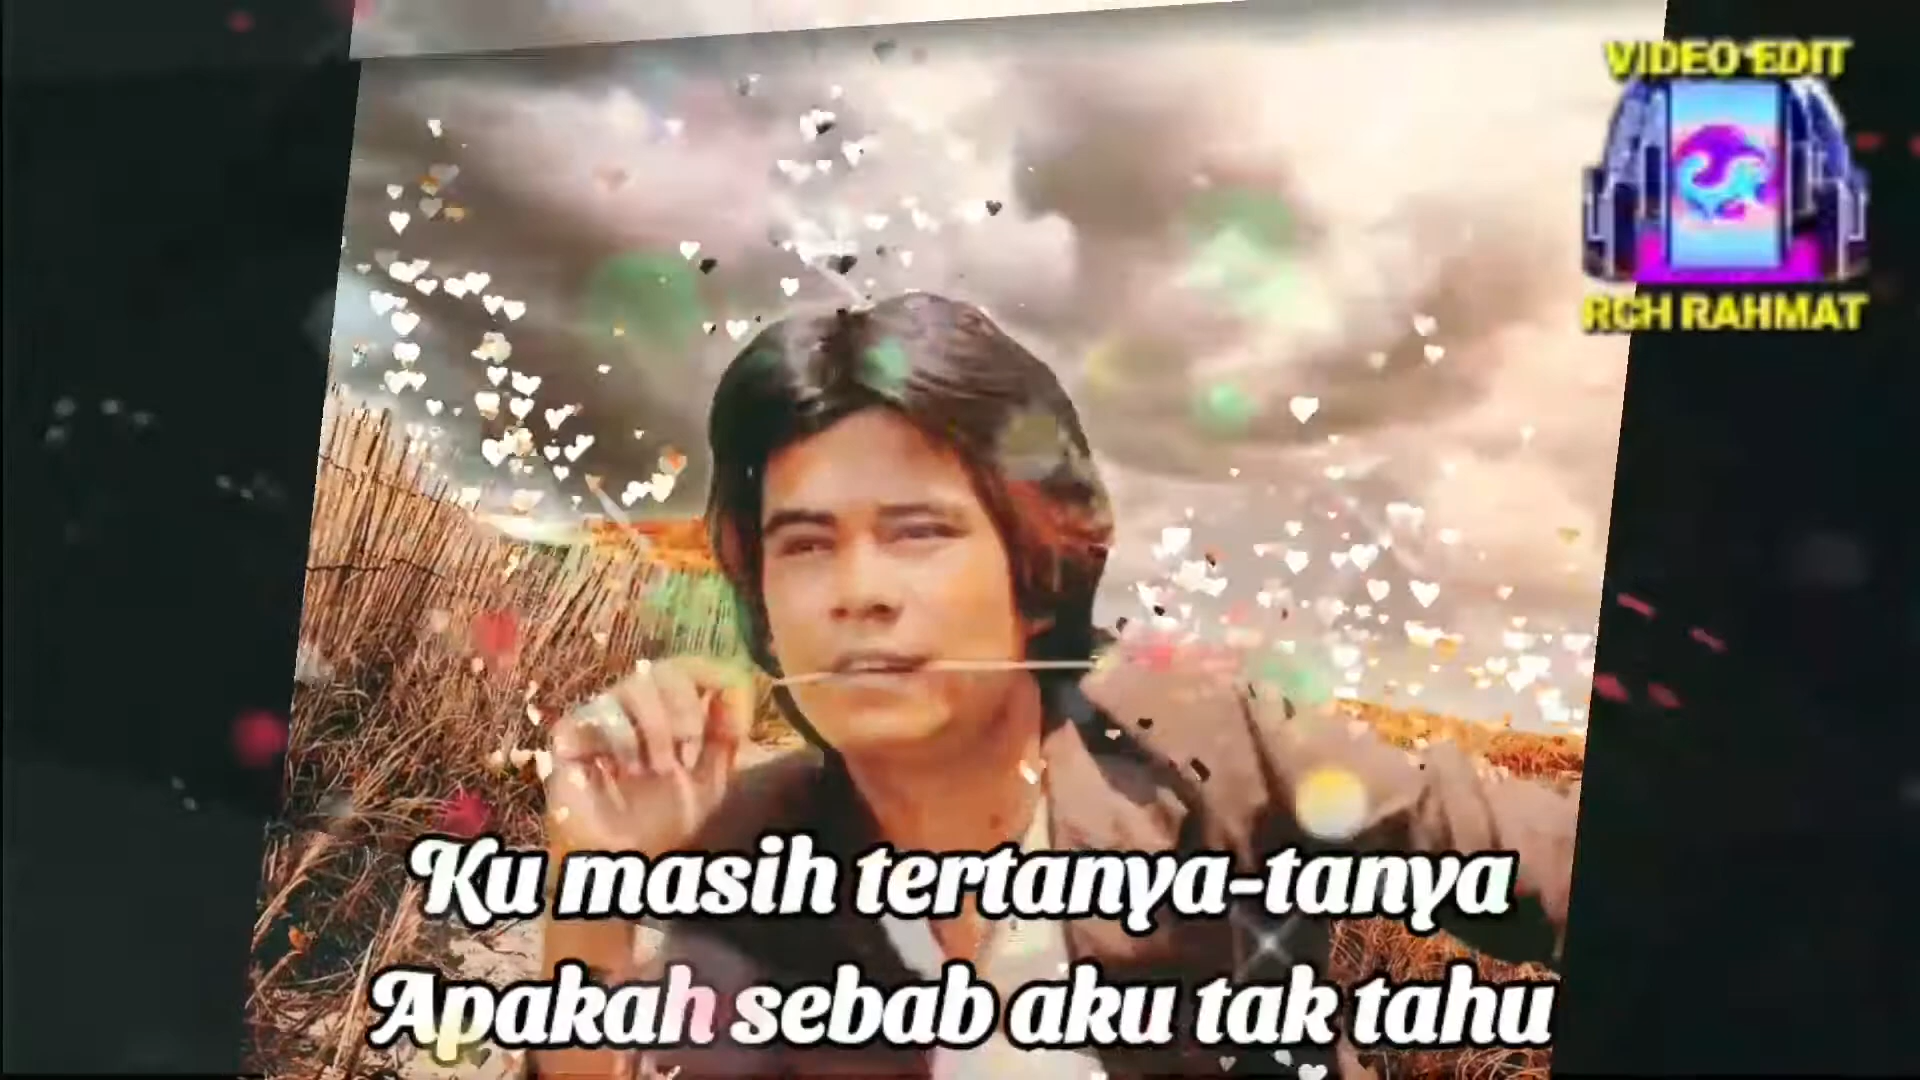 VIDEO EDIT
RCH RAHMAT
Ku masih tertanya-tanya
Apakah sebab aku tak tahu